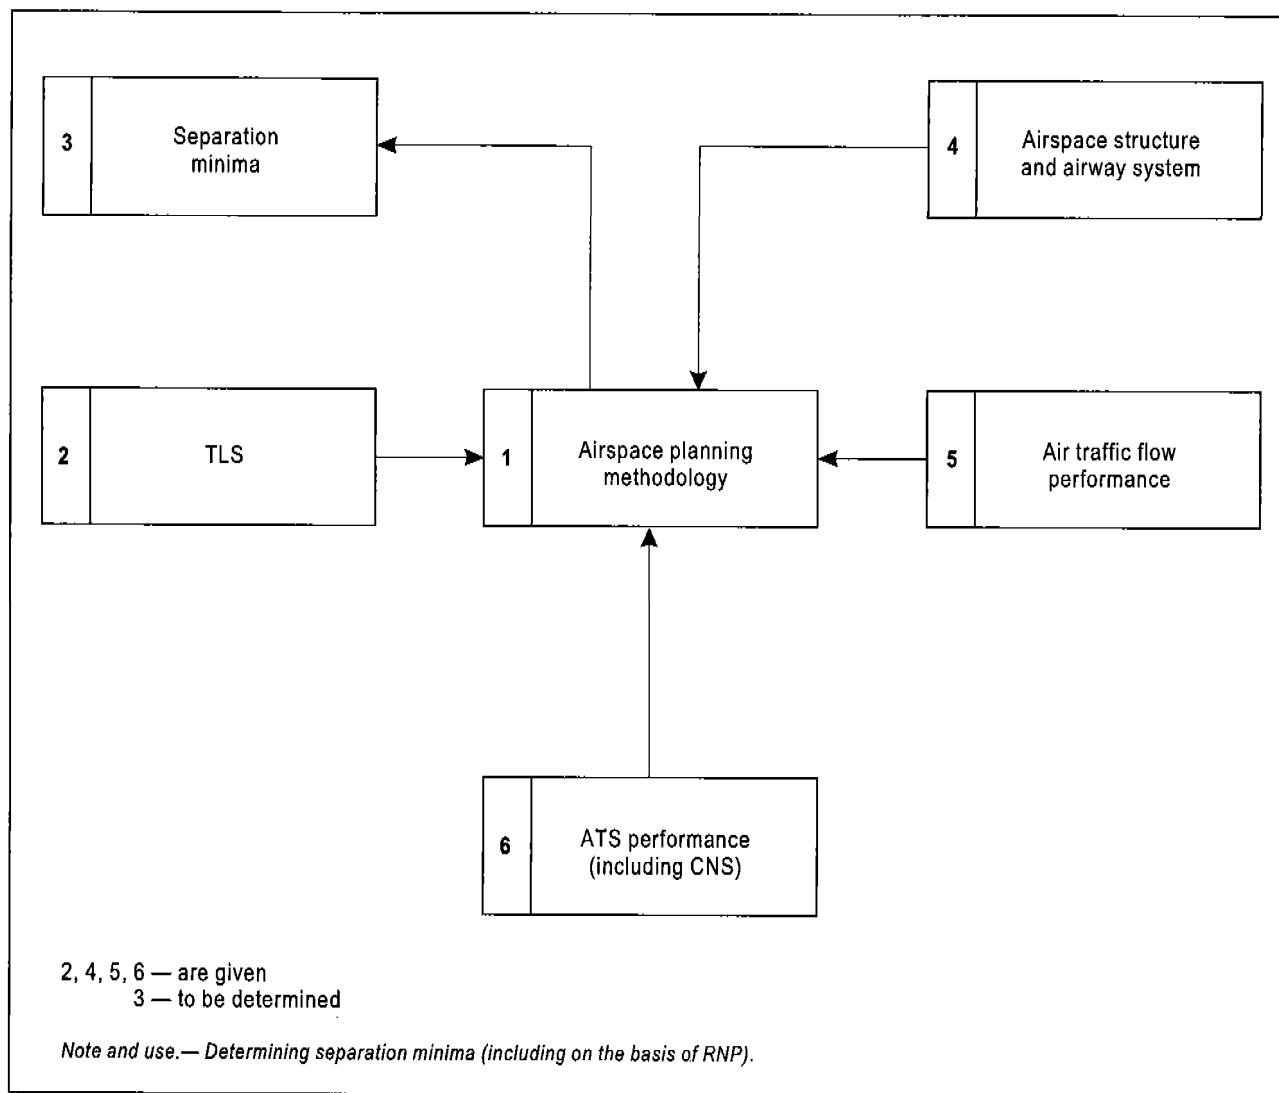 3
Separation
minima
4
Airspace structure
and airway system
2
TLS
1
Airspace planning
methodology
5
Air traffic flow
performance
6
ATS performance
(including CNS)
2, 4, 5, 6 — are given
3 — to be determined
Note and use.— Determining separation minima (including on the basis of RNP).